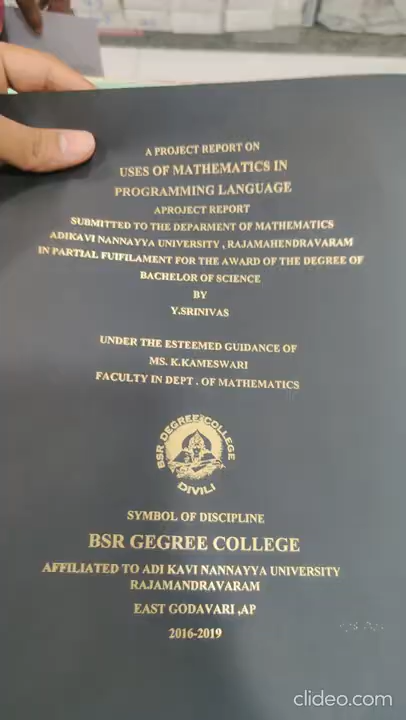 A PROJECT REPORT ON
USES OF MATHEMATICS IN
PROGRAMMING LANGUAGE
APROJECT REPORT
SUBMITTED TO THE DEPARMENT OF MATHEMATICS
ADIKAVI NANNAYYA UNIVERSITY , RAJAMAHENDRAVARAM
IN PARTIAL FUIFILAMENT FOR THE AWARD OF THE DEGREE OF
BACHELOR OF SCIENCE
BY
Y.SRINIVAS
UNDER THE ESTEEMED GUIDANCE OF
MS. K.KAMESWARI
FACULTY IN DEPT . OF MATHEMATICS
BSR DEGREE COLLEGE
DIVILI
SYMBOL OF DISCIPLINE
BSR GEGREE COLLEGE
AFFILIATED TO ADI KAVI NANNAYYA UNIVERSITY
RAJAMANDRAVARAM
EAST GODAVARI ,AP
2016-2019
clideo.com